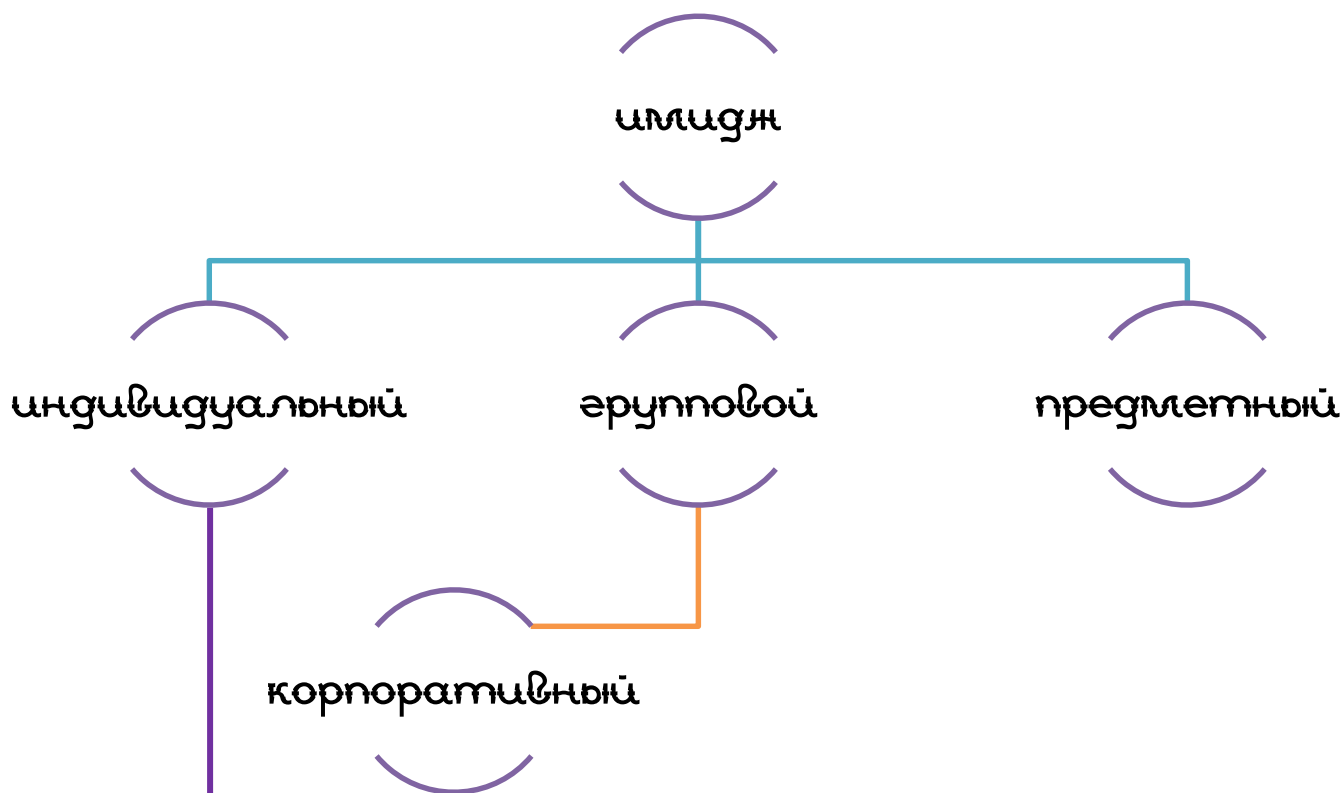 имидж
индивидуальный групповой предметный
корпоративный